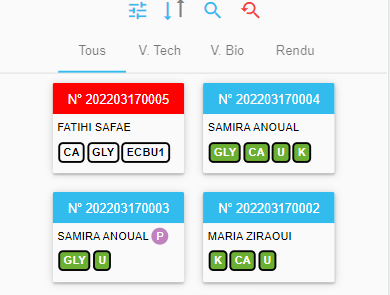 Tous V. Tech V. Bio Rendu
N° 202203170005
FATIHI SAFAE
CA GLY ECBU1
N° 202203170004
SAMIRA ANOUAL
GLY CA U K
N° 202203170003
SAMIRA ANOUAL P
GLY U
N° 202203170002
MARIA ZIRAOUI
K CA U